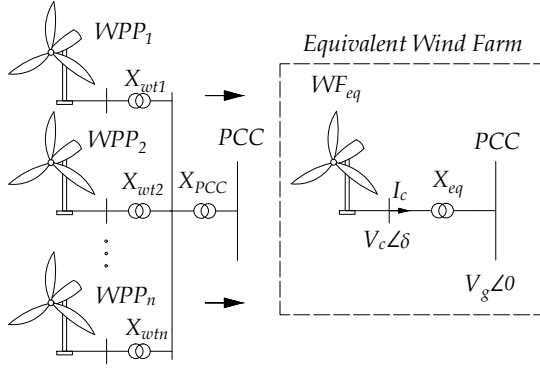 WPP1
Xwt1
WPP2
Xwt2
XPCC
PCC
WPPn
Xwtn
Equivalent Wind Farm
WFeq
PCC
Ic
Xeq
Vc∠δ
Vg∠0